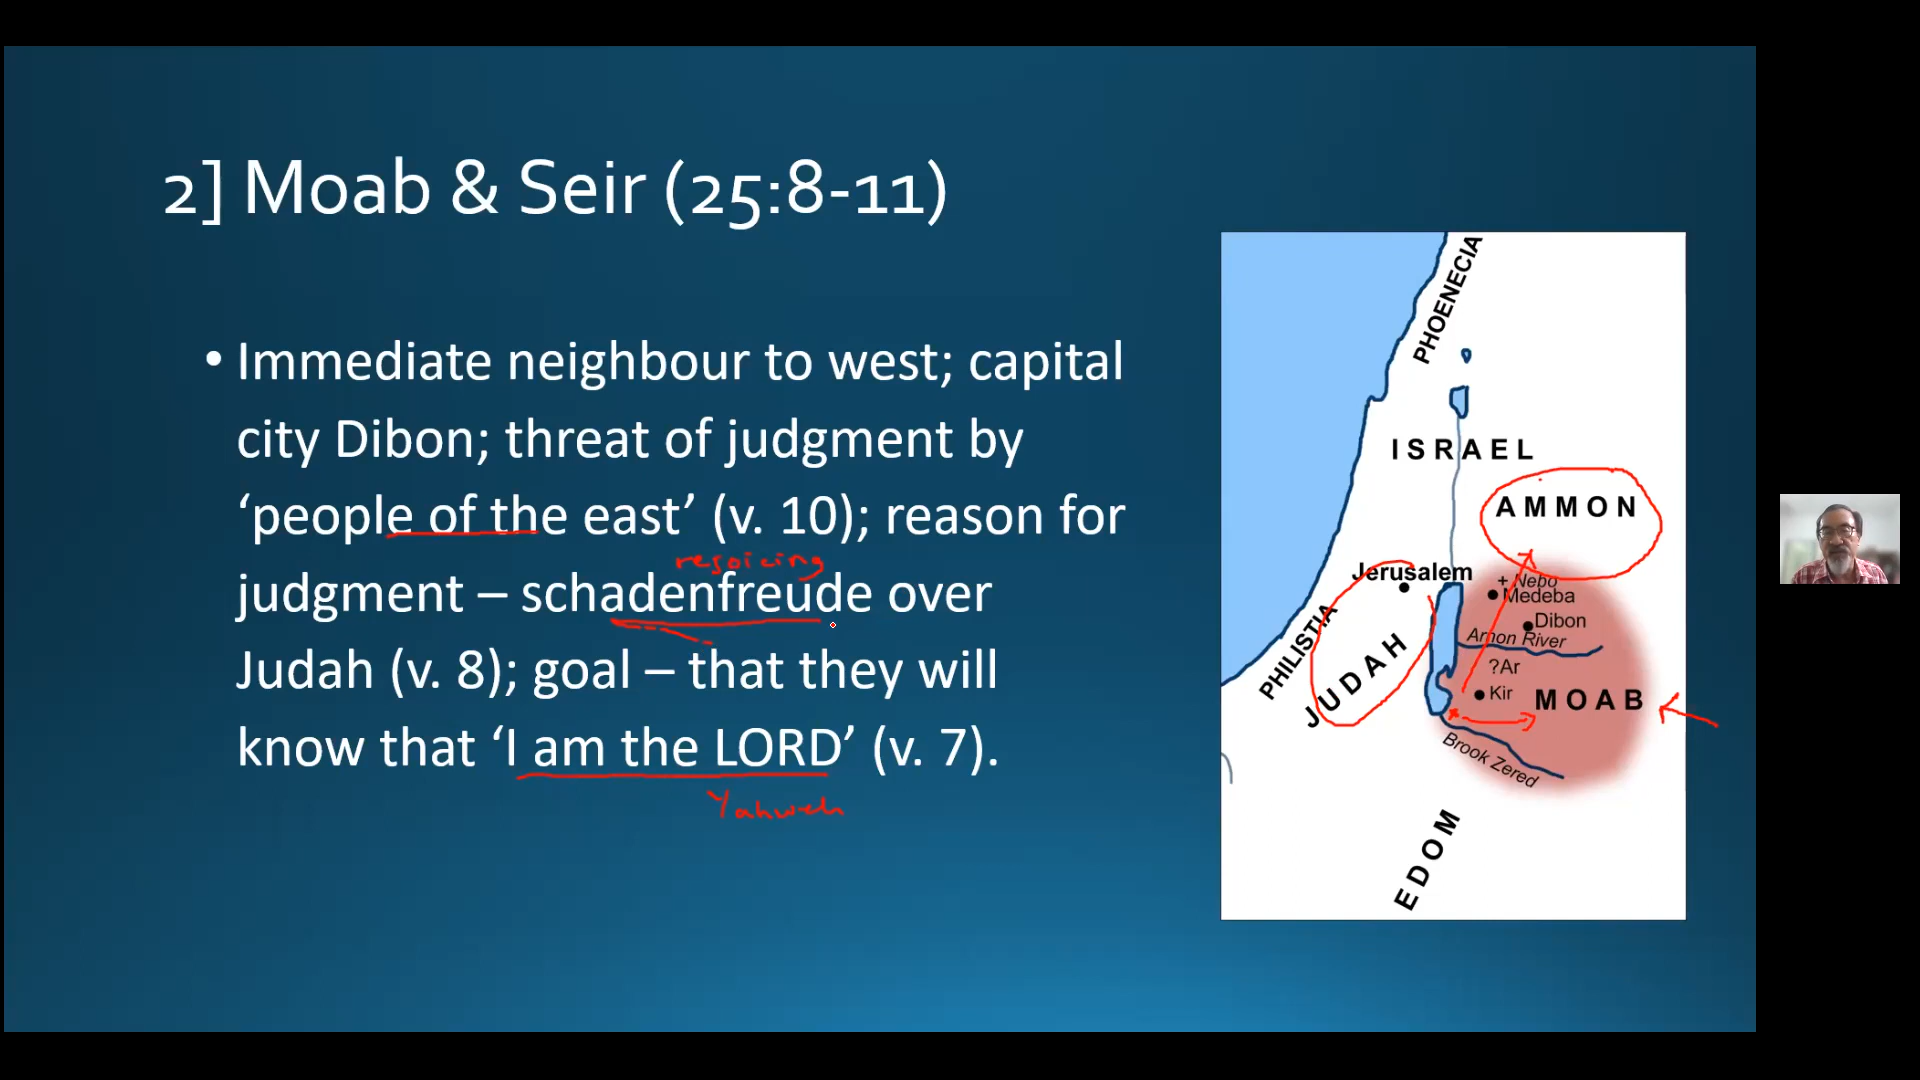 2] Moab & Seir (25:8-11)
• Immediate neighbour to west; capital
city Dibon; threat of judgment by
‘people of the east’ (v. 10); reason for
rejoicing
judgment – schadenfreude over
Judah (v. 8); goal – that they will
know that ‘I am the LORD’ (v. 7).
Yahweh
PHOENECIA
ISRAEL
AMMON
Jerusalem
+ Nebo
Medeba
Dibon
Arnon River
PHILISTIA
JUDAH
?Ar
Kir
MOAB
Brook Zered
EDOM